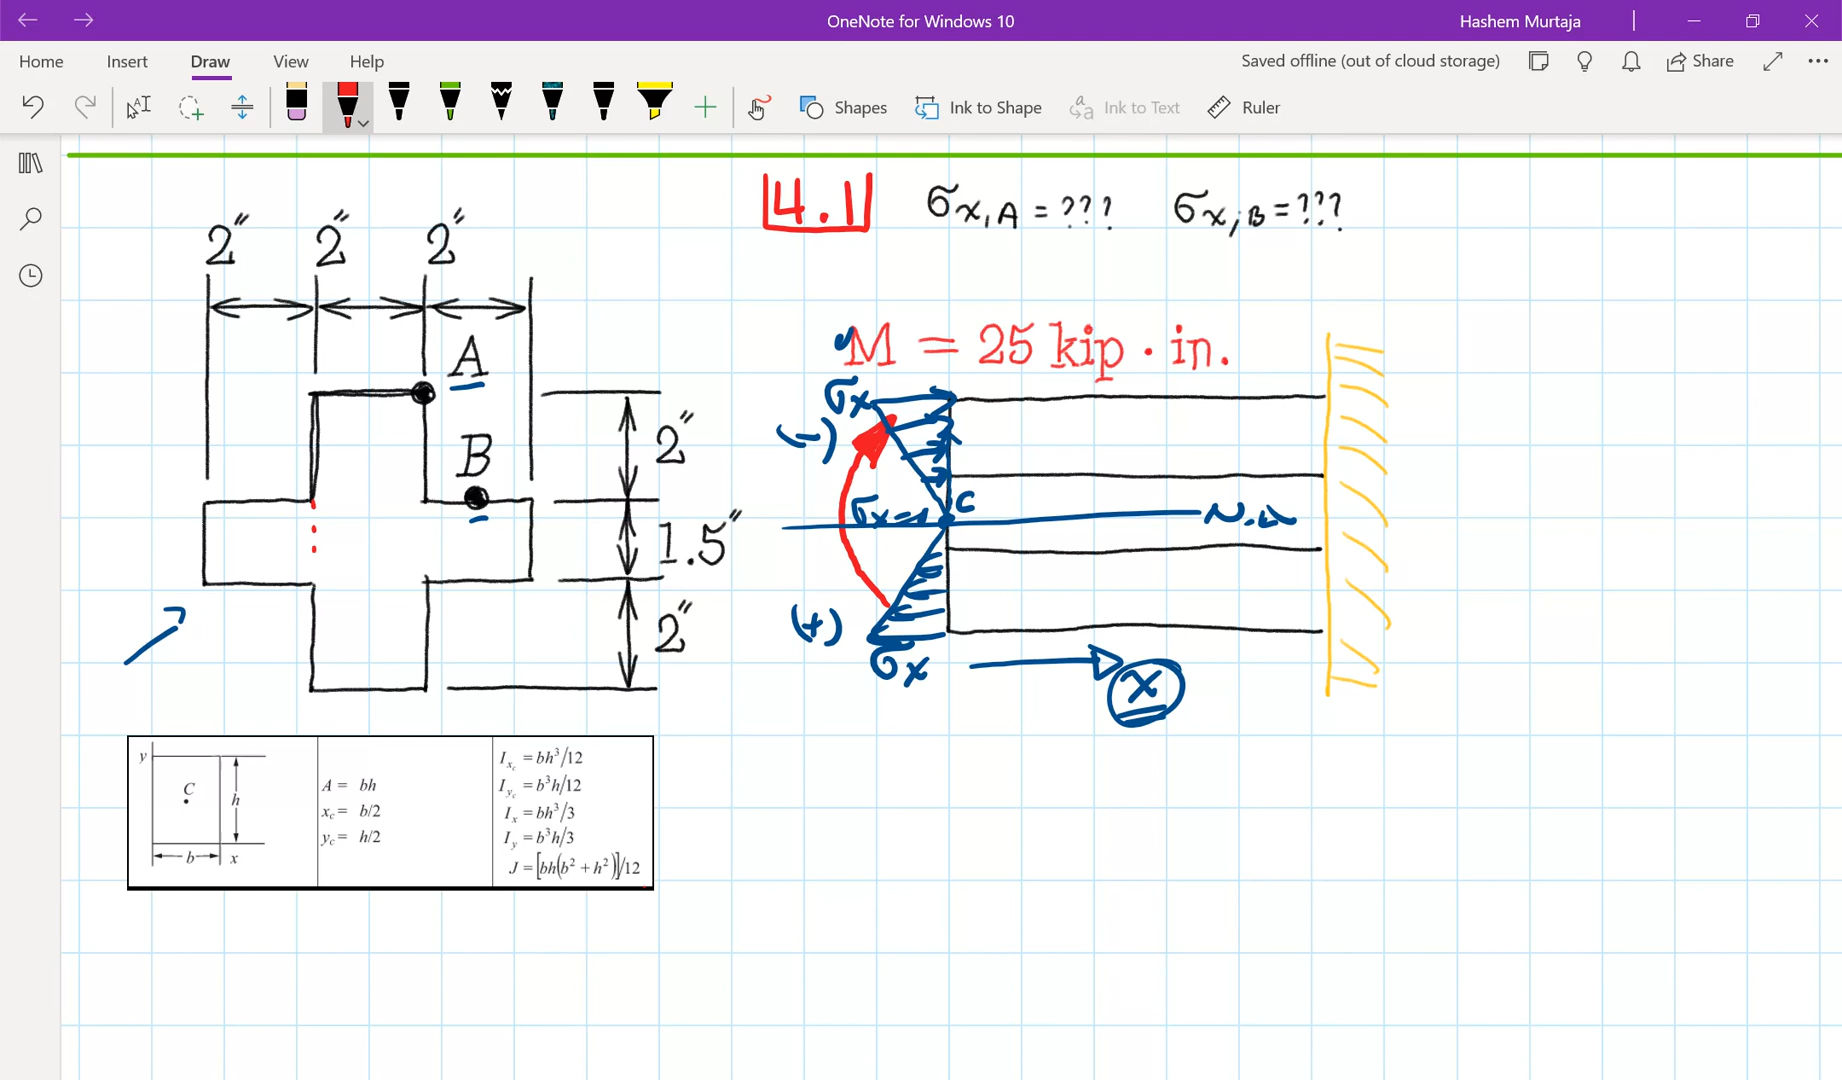 OneNote for Windows 10
Hashem Murtaja
Home Insert Draw View Help
Saved offline (out of cloud storage)
Share
Shapes
Ink to Shape
Ink to Text
Ruler
4.1
σx,A = ???
σx,B = ???
2" 2" 2"
A
B
2"
1.5"
2"
M = 25 kip · in.
σx
(-)
C
N.A
(+)
σx
x
y
C
h
b
x
A = bh
xc = b/2
yc = h/2
Ixc = bh³/12
Iyc = b³h/12
Ix = bh³/3
Iy = b³h/3
J = [bh(b² + h²)]/12